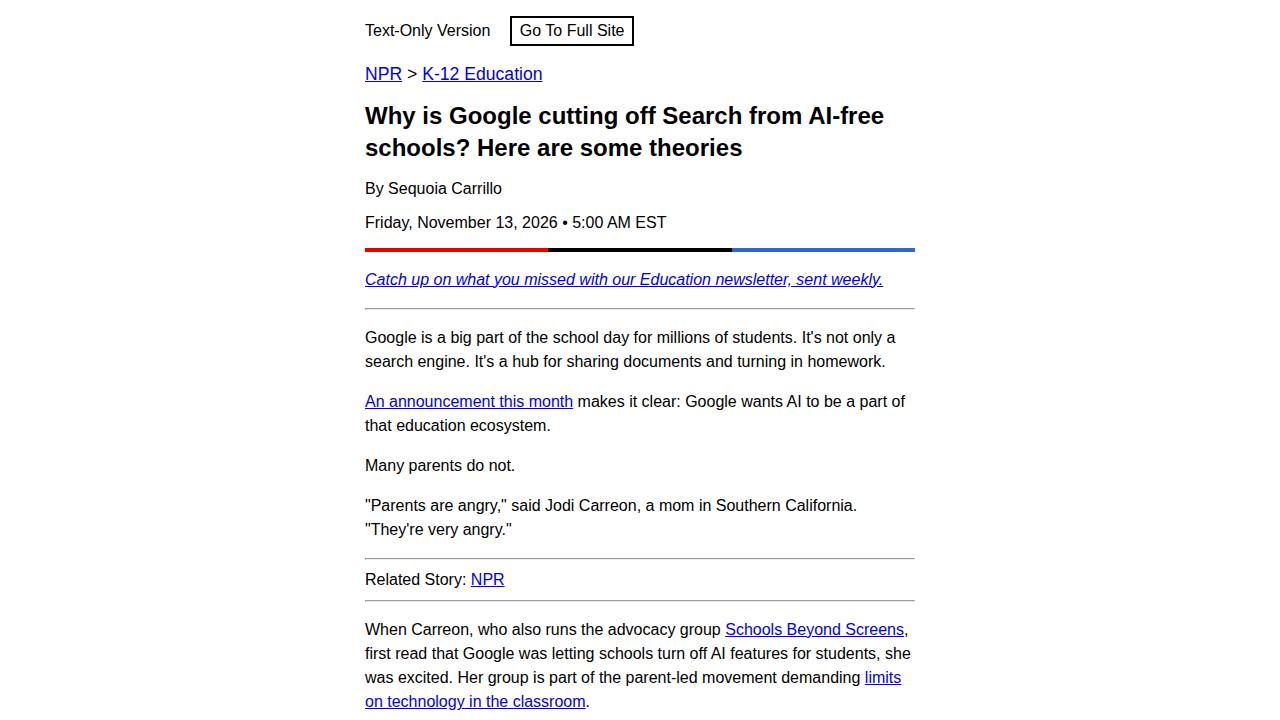 Text-Only Version Go To Full Site
NPR > K-12 Education
Why is Google cutting off Search from AI-free
schools? Here are some theories
By Sequoia Carrillo
Friday, November 13, 2026 • 5:00 AM EST
Catch up on what you missed with our Education newsletter, sent weekly.
Google is a big part of the school day for millions of students. It's not only a
search engine. It's a hub for sharing documents and turning in homework.
An announcement this month makes it clear: Google wants AI to be a part of
that education ecosystem.
Many parents do not.
"Parents are angry," said Jodi Carreon, a mom in Southern California.
"They're very angry."
Related Story: NPR
When Carreon, who also runs the advocacy group Schools Beyond Screens,
first read that Google was letting schools turn off AI features for students, she
was excited. Her group is part of the parent-led movement demanding limits
on technology in the classroom.